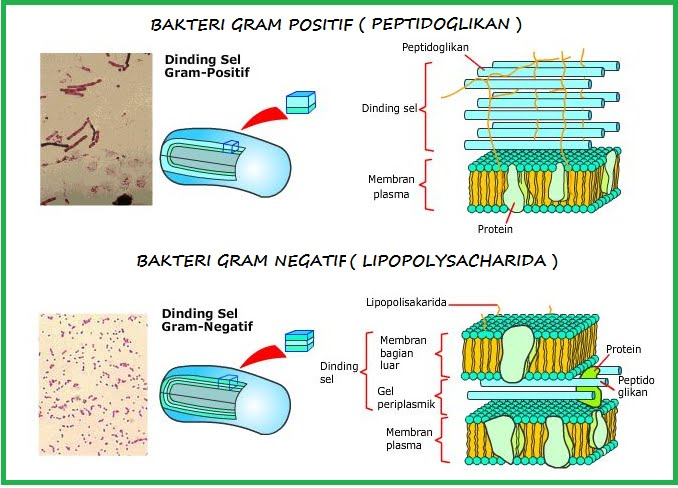 BAKTERI GRAM POSITIF ( PEPTIDOGLIKAN )
Dinding Sel
Gram-Positif
Peptidoglikan
Dinding sel
Membran
plasma
Protein
BAKTERI GRAM NEGATIF ( LIPOPOLYSACHARIDA )
Dinding Sel
Gram-Negatif
Lipopolisakarida
Dinding
sel
Membran
bagian
luar
Gel
periplasmik
Membran
plasma
Protein
Peptido
glikan